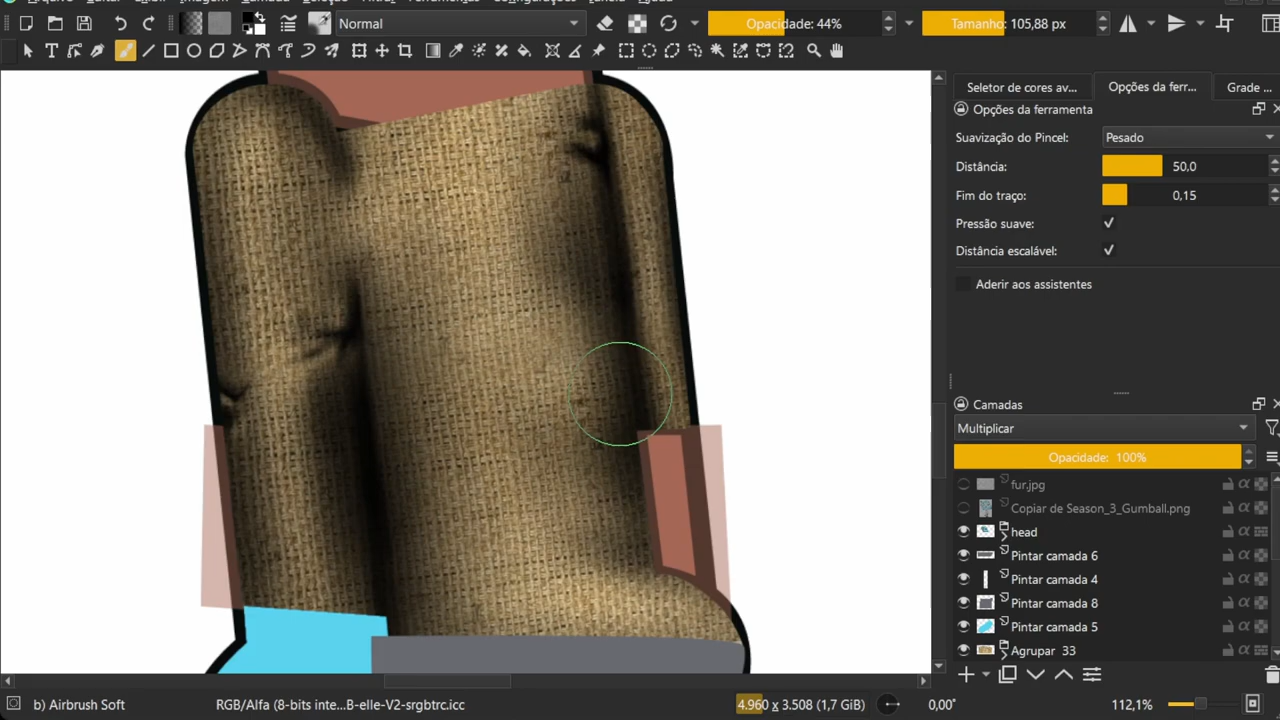 Normal
Opacidade: 44%
Tamanho: 105,88 px
Seletor de cores av...
Opções da ferr...
Grade ...
Opções da ferramenta
Suavização do Pincel:
Pesado
Distância:
50,0
Fim do traço:
0,15
Pressão suave:
Distância escalável:
Aderir aos assistentes
Camadas
Multiplicar
Opacidade: 100%
fur.jpg
Copiar de Season_3_Gumball.png
head
Pintar camada 6
Pintar camada 4
Pintar camada 8
Pintar camada 5
Agrupar 33
b) Airbrush Soft
RGB/Alfa (8-bits inte...B-elle-V2-srgbtrc.icc
4.960 x 3.508 (1,7 GiB)
0,00°
112,1%